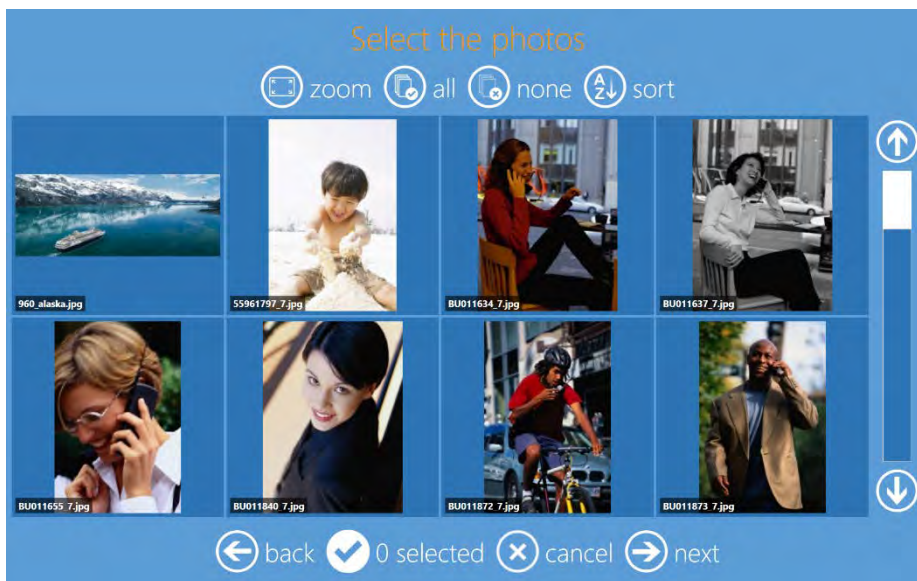 Select the photos
zoom all none A Z sort
960_alaska.jpg 55961797_7.jpg BU011634_7.jpg BU011637_7.jpg
BU011655_7.jpg BU011840_7.jpg BU011872_7.jpg BU011873_7.jpg
back 0 selected cancel next